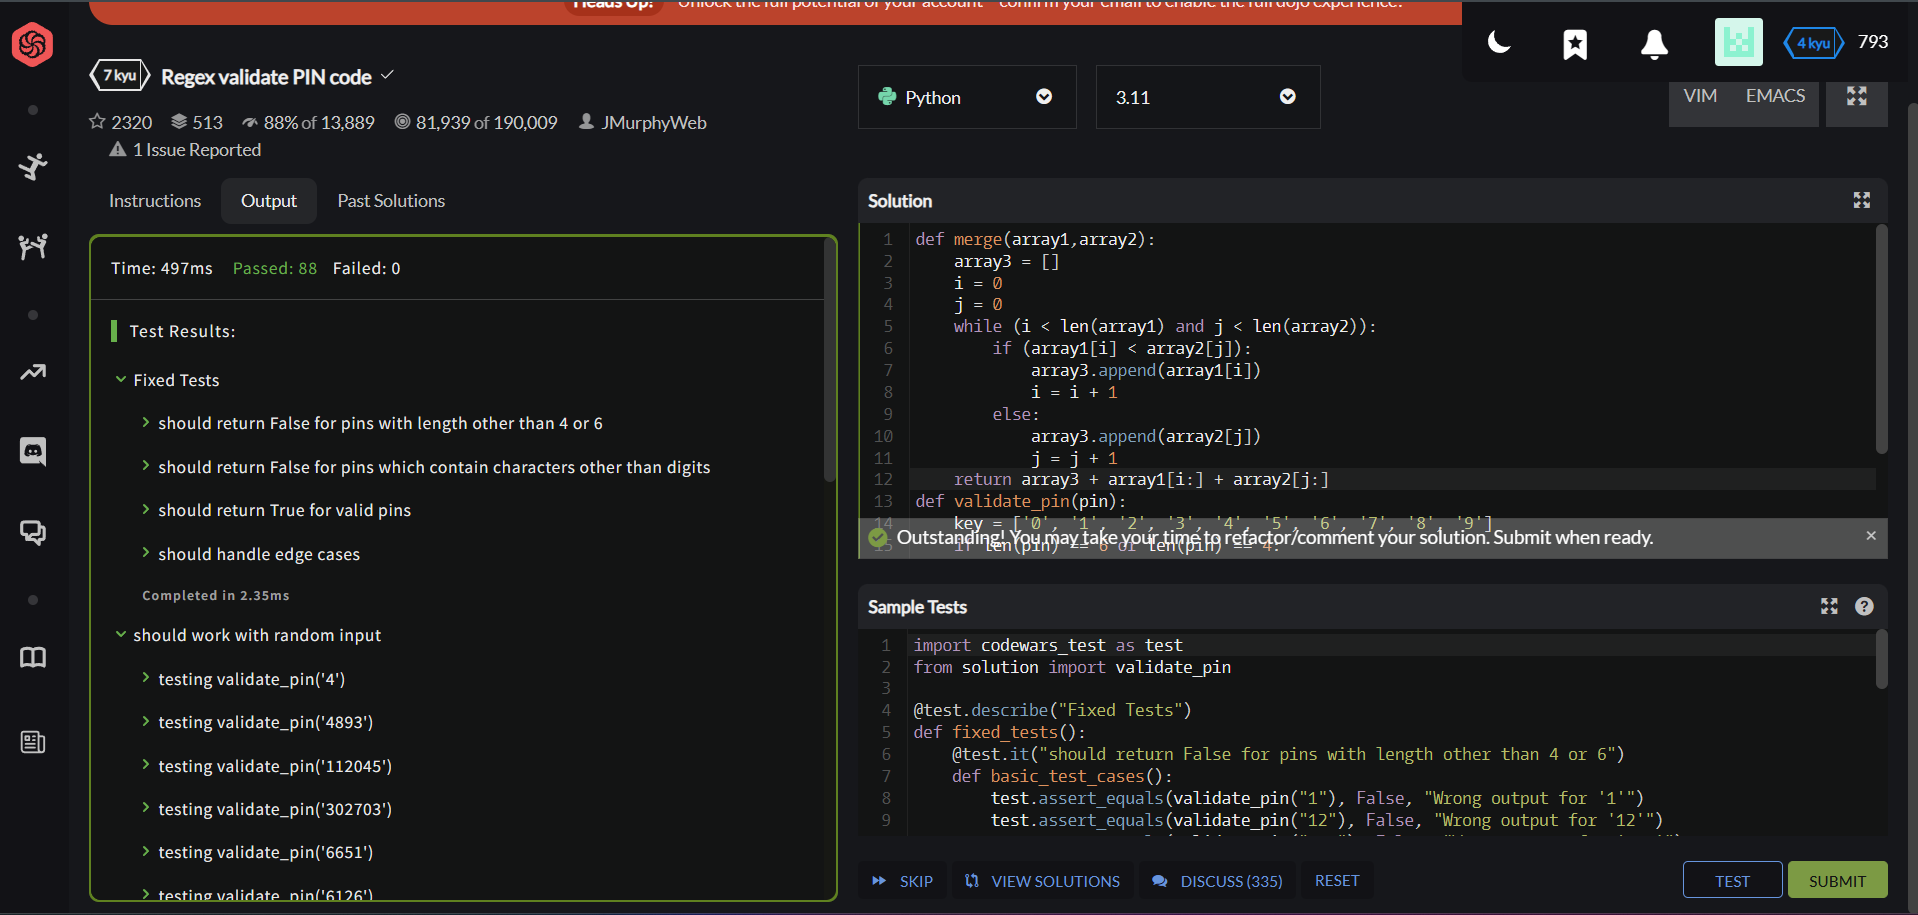 Heads Up! Unlock the full potential of your account - confirm your email to enable the full dojo experience.
4 kyu 793
7 kyu Regex validate PIN code
2320 513 88% of 13,889 81,939 of 190,009 JMurphyWeb
1 Issue Reported
Python 3.11
VIM EMACS
Instructions Output Past Solutions
Time: 497ms Passed: 88 Failed: 0
Test Results:
Fixed Tests
should return False for pins with length other than 4 or 6
should return False for pins which contain characters other than digits
should return True for valid pins
should handle edge cases
Completed in 2.35ms
should work with random input
testing validate_pin('4')
testing validate_pin('4893')
testing validate_pin('112045')
testing validate_pin('302703')
testing validate_pin('6651')
testing validate_pin('6126')
Solution
1 def merge(array1,array2):
2     array3 = []
3     i = 0
4     j = 0
5     while (i < len(array1) and j < len(array2)):
6         if (array1[i] < array2[j]):
7             array3.append(array1[i])
8             i = i + 1
9         else:
10             array3.append(array2[j])
11             j = j + 1
12     return array3 + array1[i:] + array2[j:]
13 def validate_pin(pin):
14     key = ['0', '1', '2', '3', '4', '5', '6', '7', '8', '9']
15     if len(pin) == 6 or len(pin) == 4:
Outstanding! You may take your time to refactor/comment your solution. Submit when ready.
Sample Tests
1 import codewars_test as test
2 from solution import validate_pin
3
4 @test.describe("Fixed Tests")
5 def fixed_tests():
6     @test.it("should return False for pins with length other than 4 or 6")
7     def basic_test_cases():
8         test.assert_equals(validate_pin("1"), False, "Wrong output for '1'")
9         test.assert_equals(validate_pin("12"), False, "Wrong output for '12'")
SKIP VIEW SOLUTIONS DISCUSS (335) RESET TEST SUBMIT